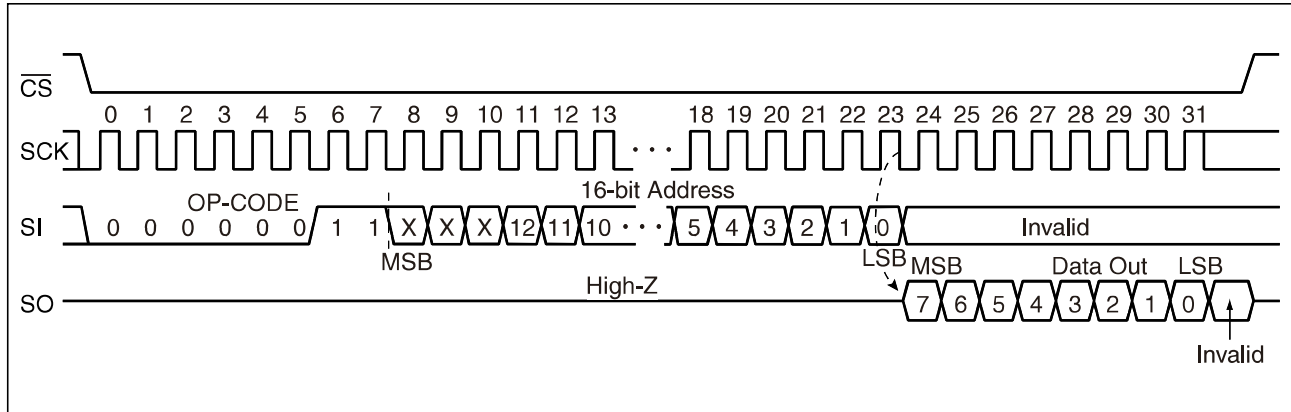 CS
0 1 2 3 4 5 6 7 8 9 10 11 12 13 18 19 20 21 22 23 24 25 26 27 28 29 30 31
SCK
16-bit Address
OP-CODE
SI 0 0 0 0 0 0 1 1 X X X 12 11 10 5 4 3 2 1 0 Invalid
MSB LSB MSB Data Out LSB
High-Z
SO 7 6 5 4 3 2 1 0
Invalid